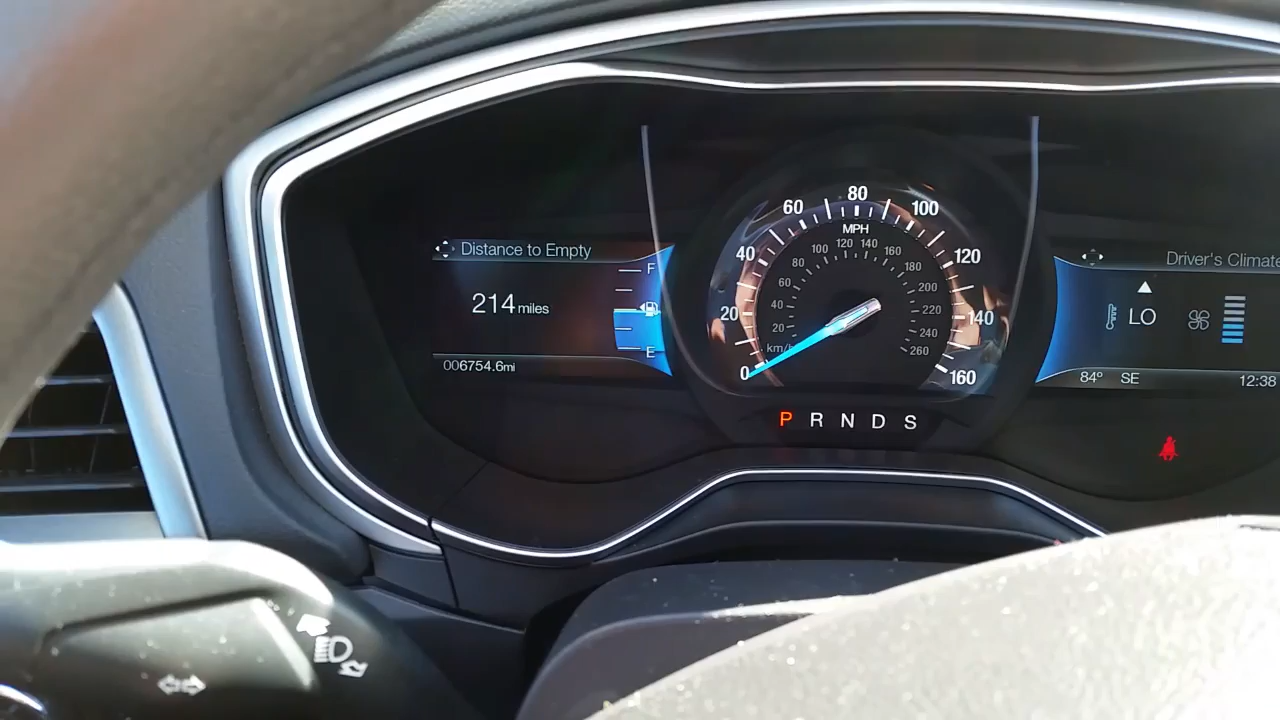 Distance to Empty
F
214 miles
E
006754.6mi
0
20
40
60
80
100
120
140
160
MPH
20
40
60
80
100
120
140
160
180
200
220
240
260
km/h
P R N D S
Driver's Climate
LO
84° SE
12:38